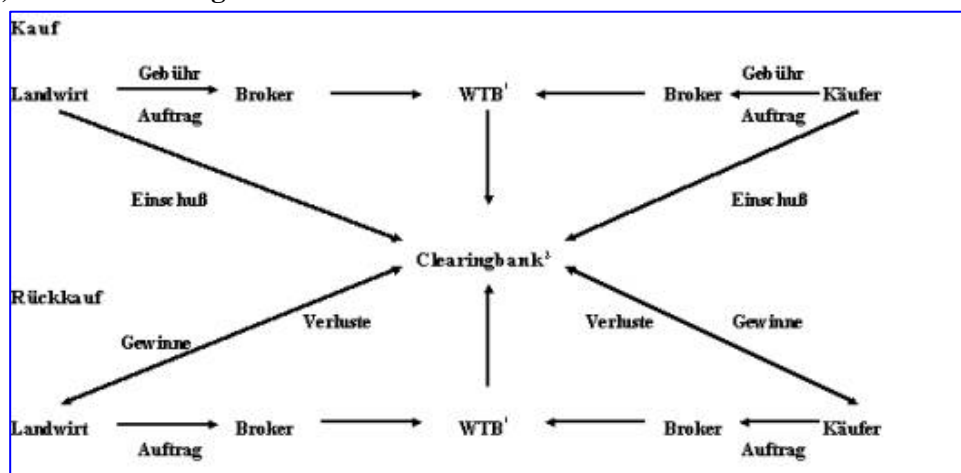 Kauf
Gebühr Gebühr
Landwirt Broker WTB¹ Broker Käufer
Auftrag Auftrag
Einschuß Einschuß
Clearingbank²
Rückkauf
Verluste Verluste Gewinne
Gewinne
Landwirt Broker WTB¹ Broker Käufer
Auftrag Auftrag